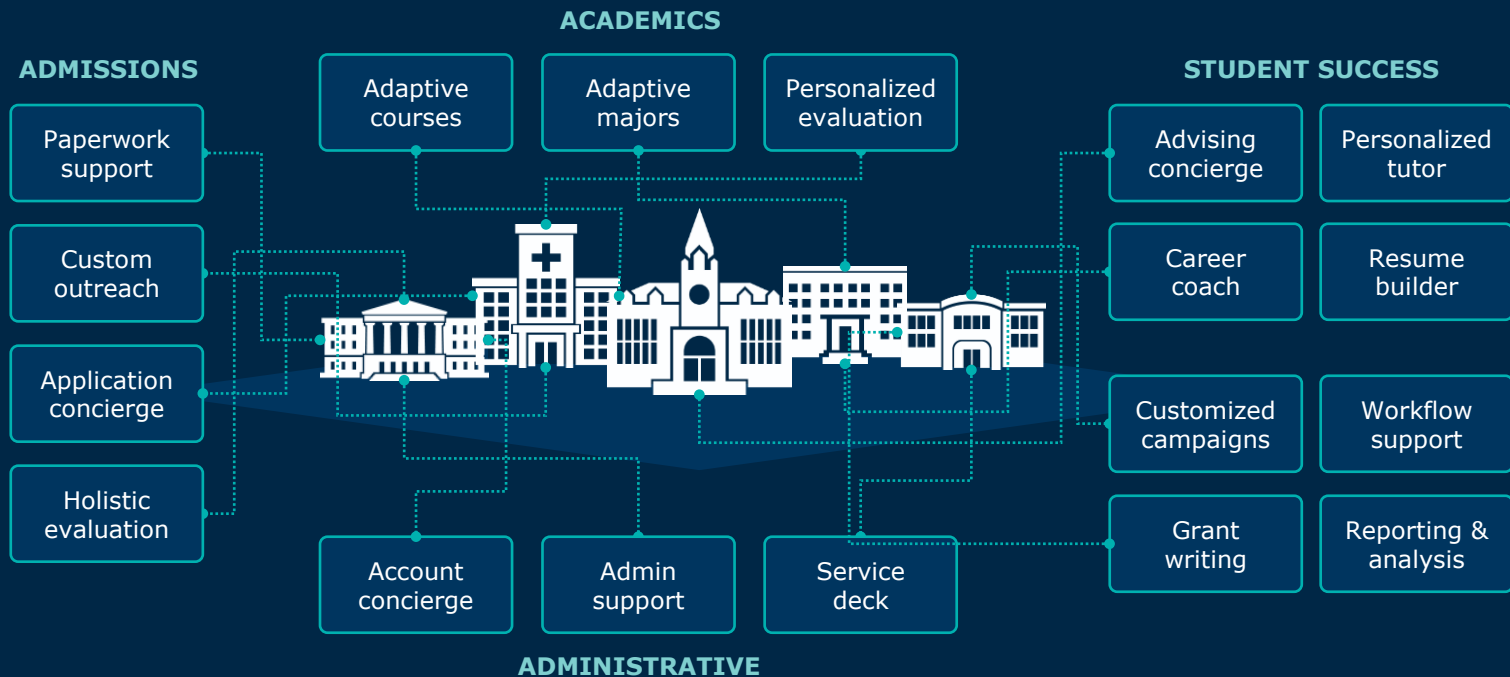 ACADEMICS
ADMISSIONS
STUDENT SUCCESS
Adaptive
courses
Adaptive
majors
Personalized
evaluation
Paperwork
support
Custom
outreach
Application
concierge
Holistic
evaluation
Advising
concierge
Personalized
tutor
Career
coach
Resume
builder
Customized
campaigns
Workflow
support
Grant
writing
Reporting &
analysis
Account
concierge
Admin
support
Service
deck
ADMINISTRATIVE